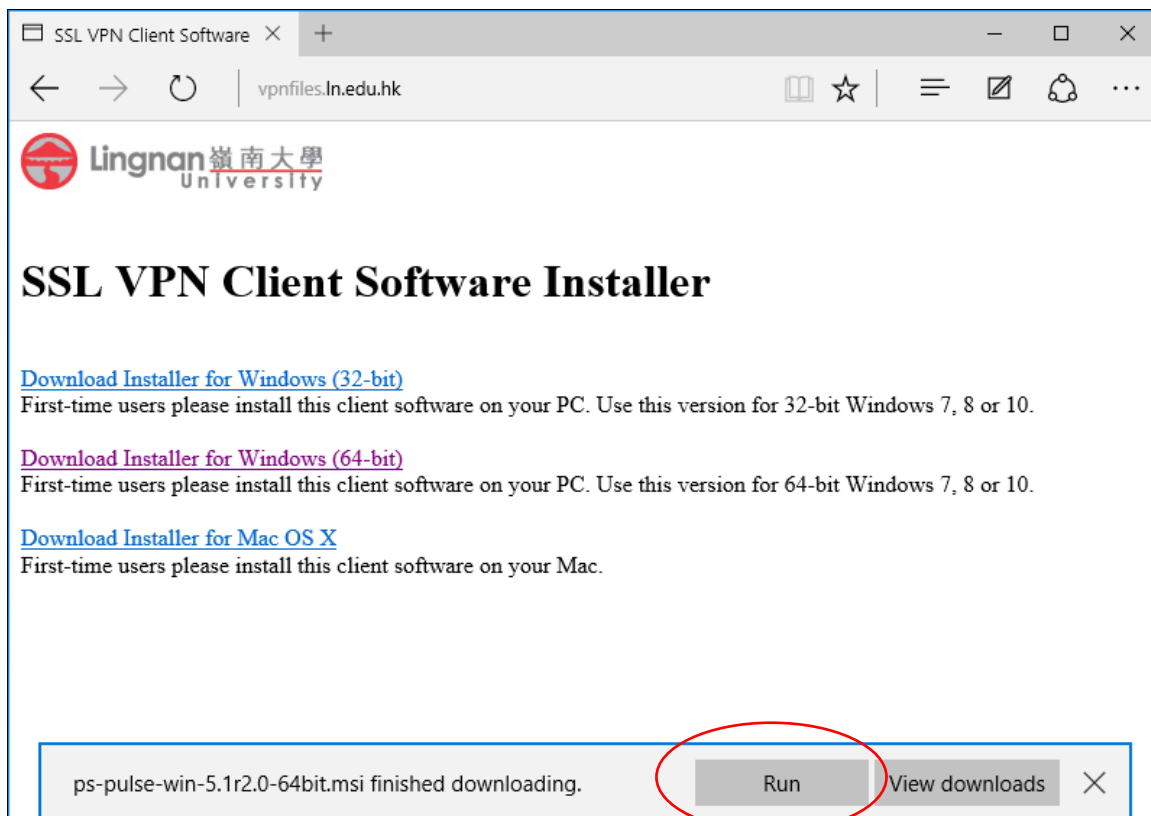 SSL VPN Client Software
vpnfiles.ln.edu.hk
Lingnan 嶺南大學
University
SSL VPN Client Software Installer
Download Installer for Windows (32-bit)
First-time users please install this client software on your PC. Use this version for 32-bit Windows 7, 8 or 10.
Download Installer for Windows (64-bit)
First-time users please install this client software on your PC. Use this version for 64-bit Windows 7, 8 or 10.
Download Installer for Mac OS X
First-time users please install this client software on your Mac.
ps-pulse-win-5.1r2.0-64bit.msi finished downloading. Run View downloads